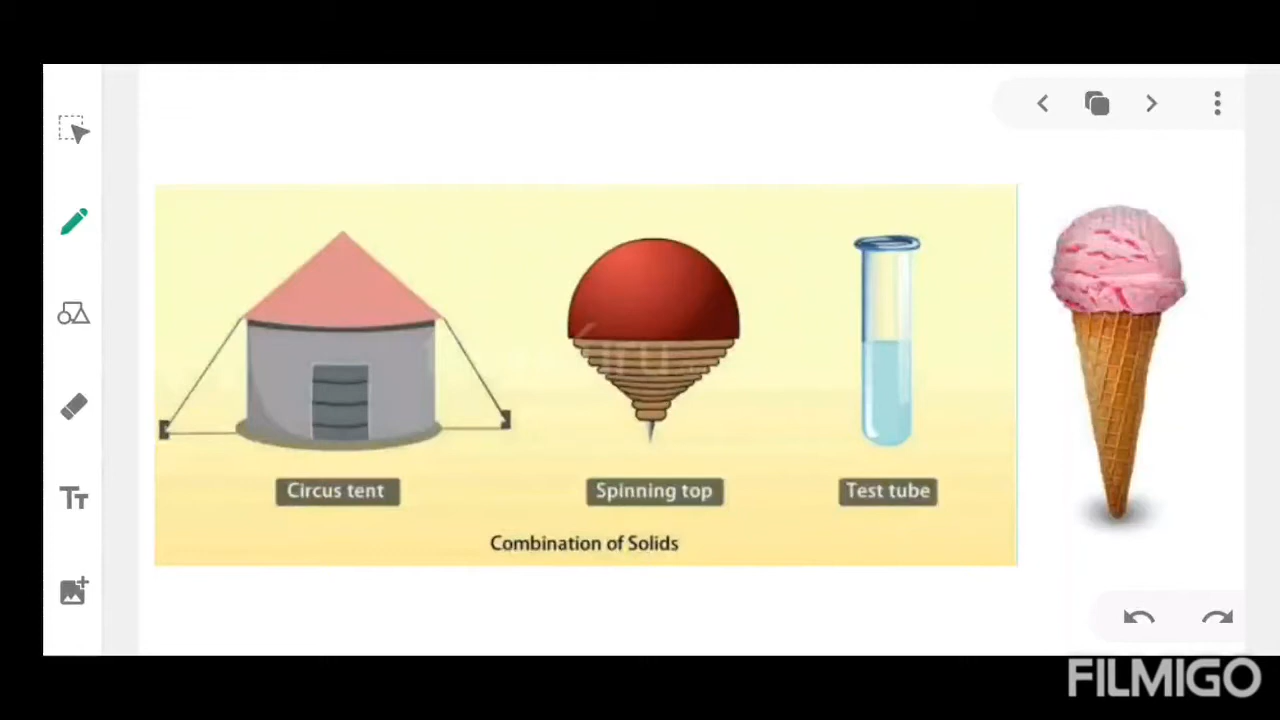 Circus tent
Spinning top
Test tube
Combination of Solids
FILMIGO